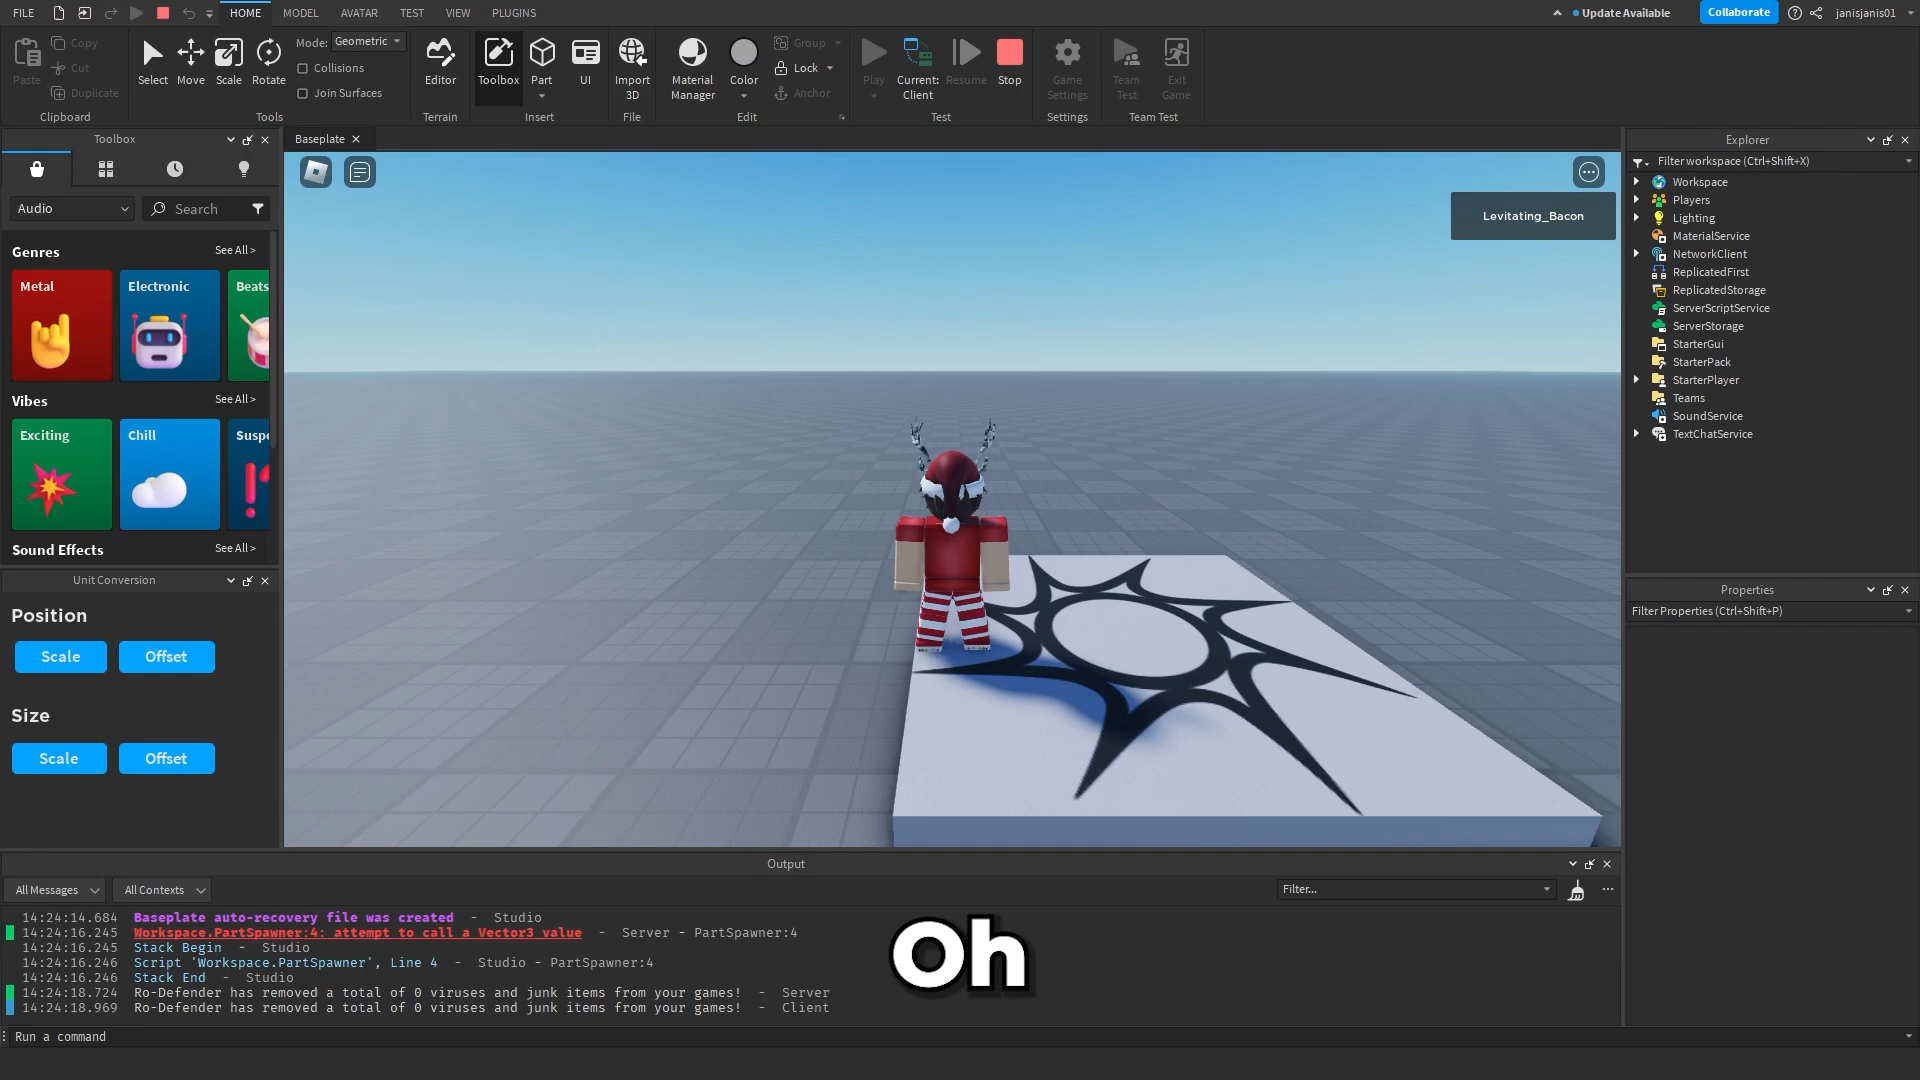 FILE HOME MODEL AVATAR TEST VIEW PLUGINS Update Available Collaborate janisjanis01
Paste Copy Cut Duplicate Clipboard
Select Move Scale Rotate Mode: Geometric Collisions Join Surfaces Tools
Editor Terrain
Toolbox Part UI Insert
Import 3D File
Material Manager Color Group Lock Anchor Edit
Play Current: Client Resume Stop Test
Game Settings Settings
Team Test Exit Game Team Test
Toolbox
Audio Search
Genres See All >
Metal Electronic Beats
Vibes See All >
Exciting Chill Suspe
Sound Effects See All >
Unit Conversion
Position
Scale Offset
Size
Scale Offset
Baseplate
Levitating_Bacon
Explorer
Filter workspace (Ctrl+Shift+X)
Workspace
Players
Lighting
MaterialService
NetworkClient
ReplicatedFirst
ReplicatedStorage
ServerScriptService
ServerStorage
StarterGui
StarterPack
StarterPlayer
Teams
SoundService
TextChatService
Properties
Filter Properties (Ctrl+Shift+P)
Output
All Messages All Contexts Filter...
14:24:14.684 Baseplate auto-recovery file was created - Studio
14:24:16.245 Workspace.PartSpawner:4: attempt to call a Vector3 value - Server - PartSpawner:4
14:24:16.245 Stack Begin - Studio
14:24:16.246 Script 'Workspace.PartSpawner', Line 4 - Studio - PartSpawner:4
14:24:16.246 Stack End - Studio
14:24:18.724 Ro-Defender has removed a total of 0 viruses and junk items from your games! - Server
14:24:18.969 Ro-Defender has removed a total of 0 viruses and junk items from your games! - Client
Oh
Run a command